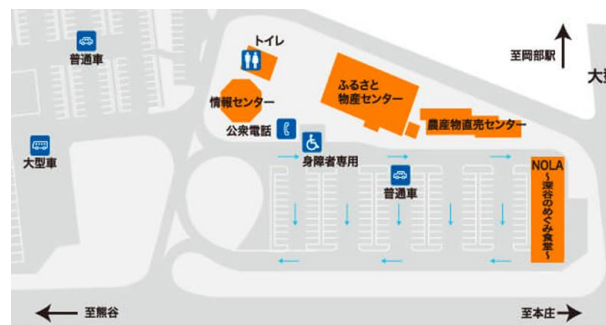 トイレ
至岡部駅
普通車
ふるさと
物産センター
情報センター
農産物直売センター
公衆電話
大型車
身障者専用
普通車
NOLA
～深谷のめぐみ食堂～
至熊谷
至本庄